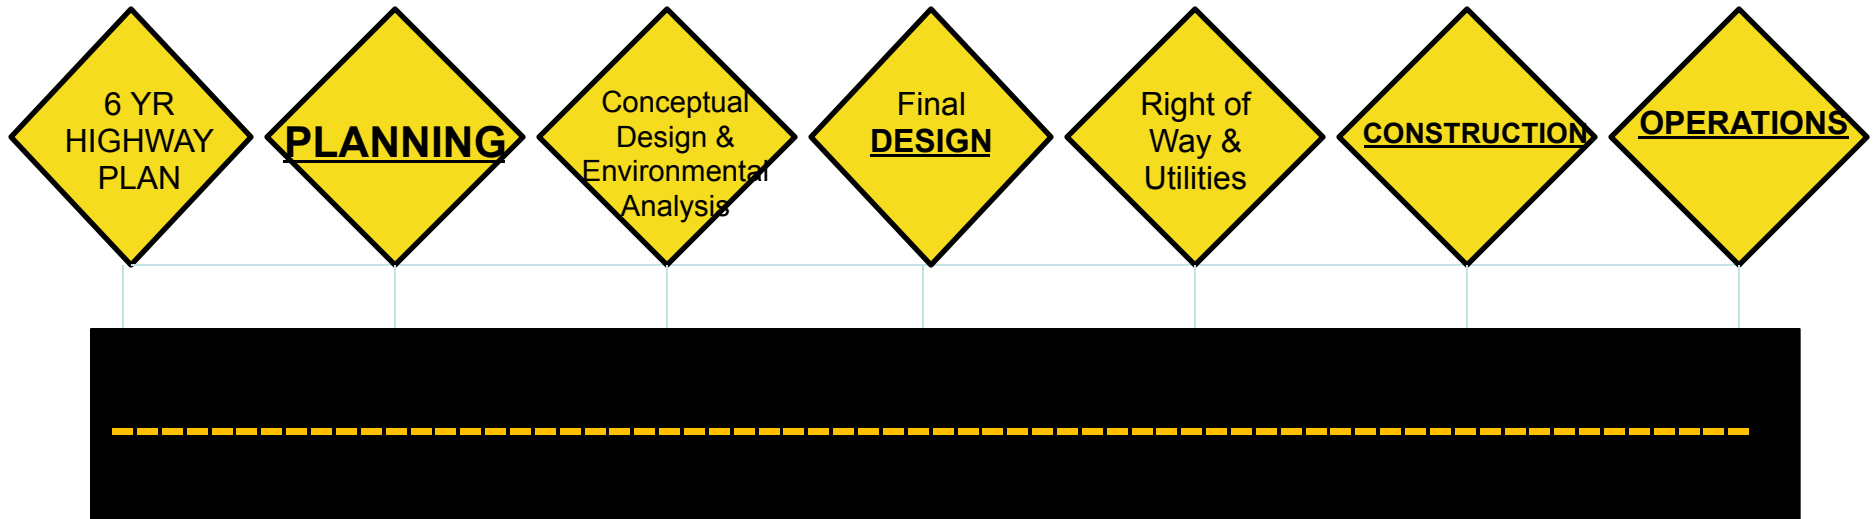 6 YR
HIGHWAY
PLAN
PLANNING
Conceptual
Design &
Environmental
Analysis
Final
DESIGN
Right of
Way &
Utilities
CONSTRUCTION
OPERATIONS